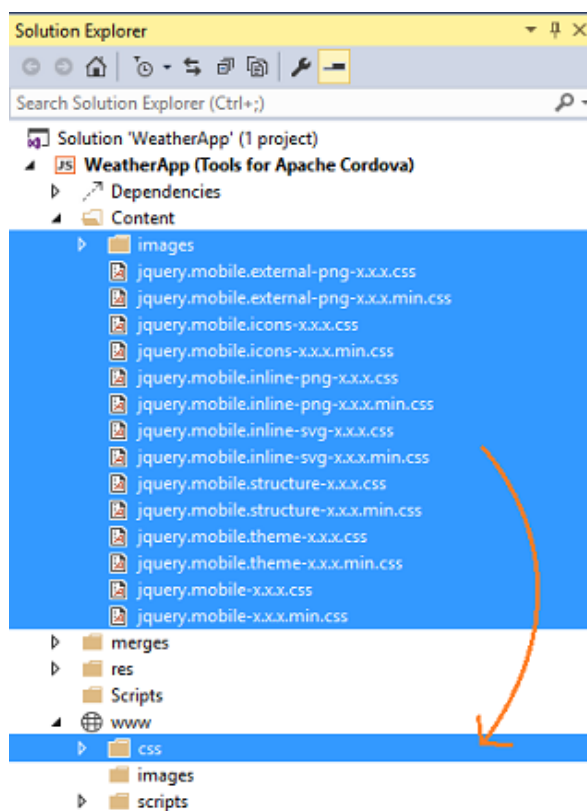 Solution Explorer
Search Solution Explorer (Ctrl+;)
Solution 'WeatherApp' (1 project)
JS WeatherApp (Tools for Apache Cordova)
Dependencies
Content
images
jquery.mobile.external-png-x.x.x.css
jquery.mobile.external-png-x.x.x.min.css
jquery.mobile.icons-x.x.x.css
jquery.mobile.icons-x.x.x.min.css
jquery.mobile.inline-png-x.x.x.css
jquery.mobile.inline-png-x.x.x.min.css
jquery.mobile.inline-svg-x.x.x.css
jquery.mobile.inline-svg-x.x.x.min.css
jquery.mobile.structure-x.x.x.css
jquery.mobile.structure-x.x.x.min.css
jquery.mobile.theme-x.x.x.css
jquery.mobile.theme-x.x.x.min.css
jquery.mobile-x.x.x.css
jquery.mobile-x.x.x.min.css
merges
res
Scripts
www
css
images
scripts